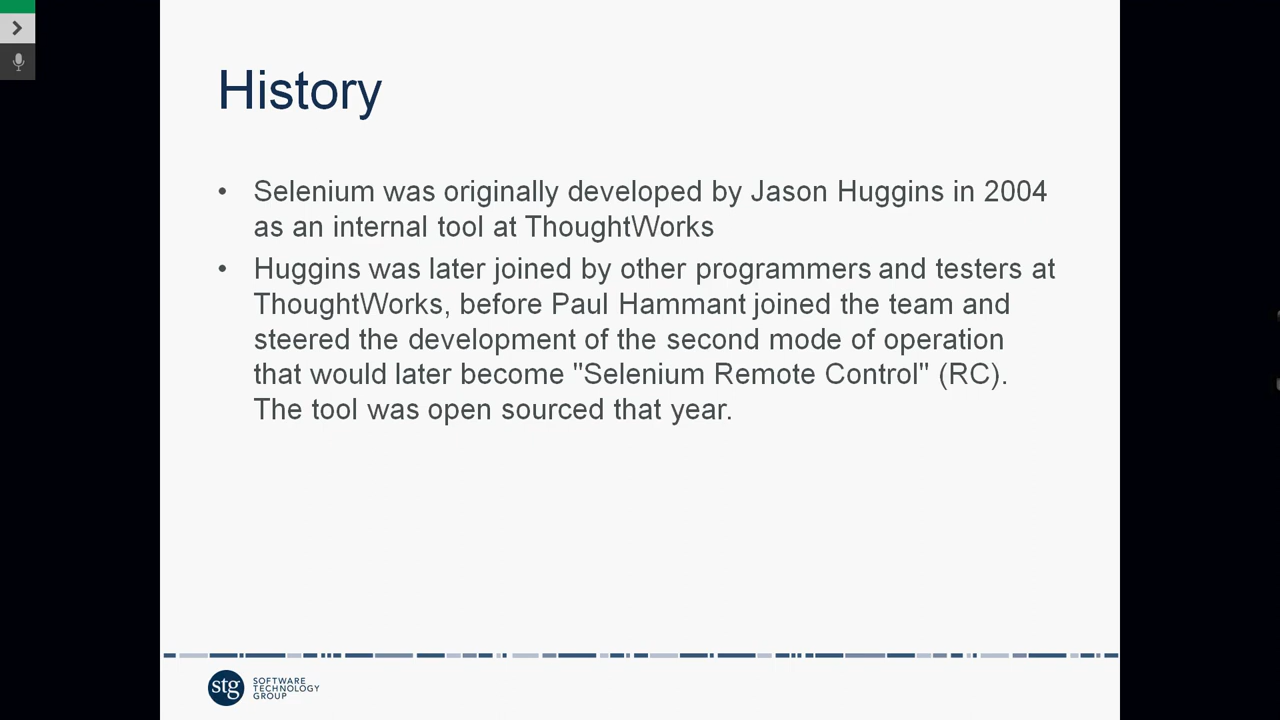 History
• Selenium was originally developed by Jason Huggins in 2004
as an internal tool at ThoughtWorks
• Huggins was later joined by other programmers and testers at
ThoughtWorks, before Paul Hammant joined the team and
steered the development of the second mode of operation
that would later become "Selenium Remote Control" (RC).
The tool was open sourced that year.
stg
SOFTWARE
TECHNOLOGY
GROUP